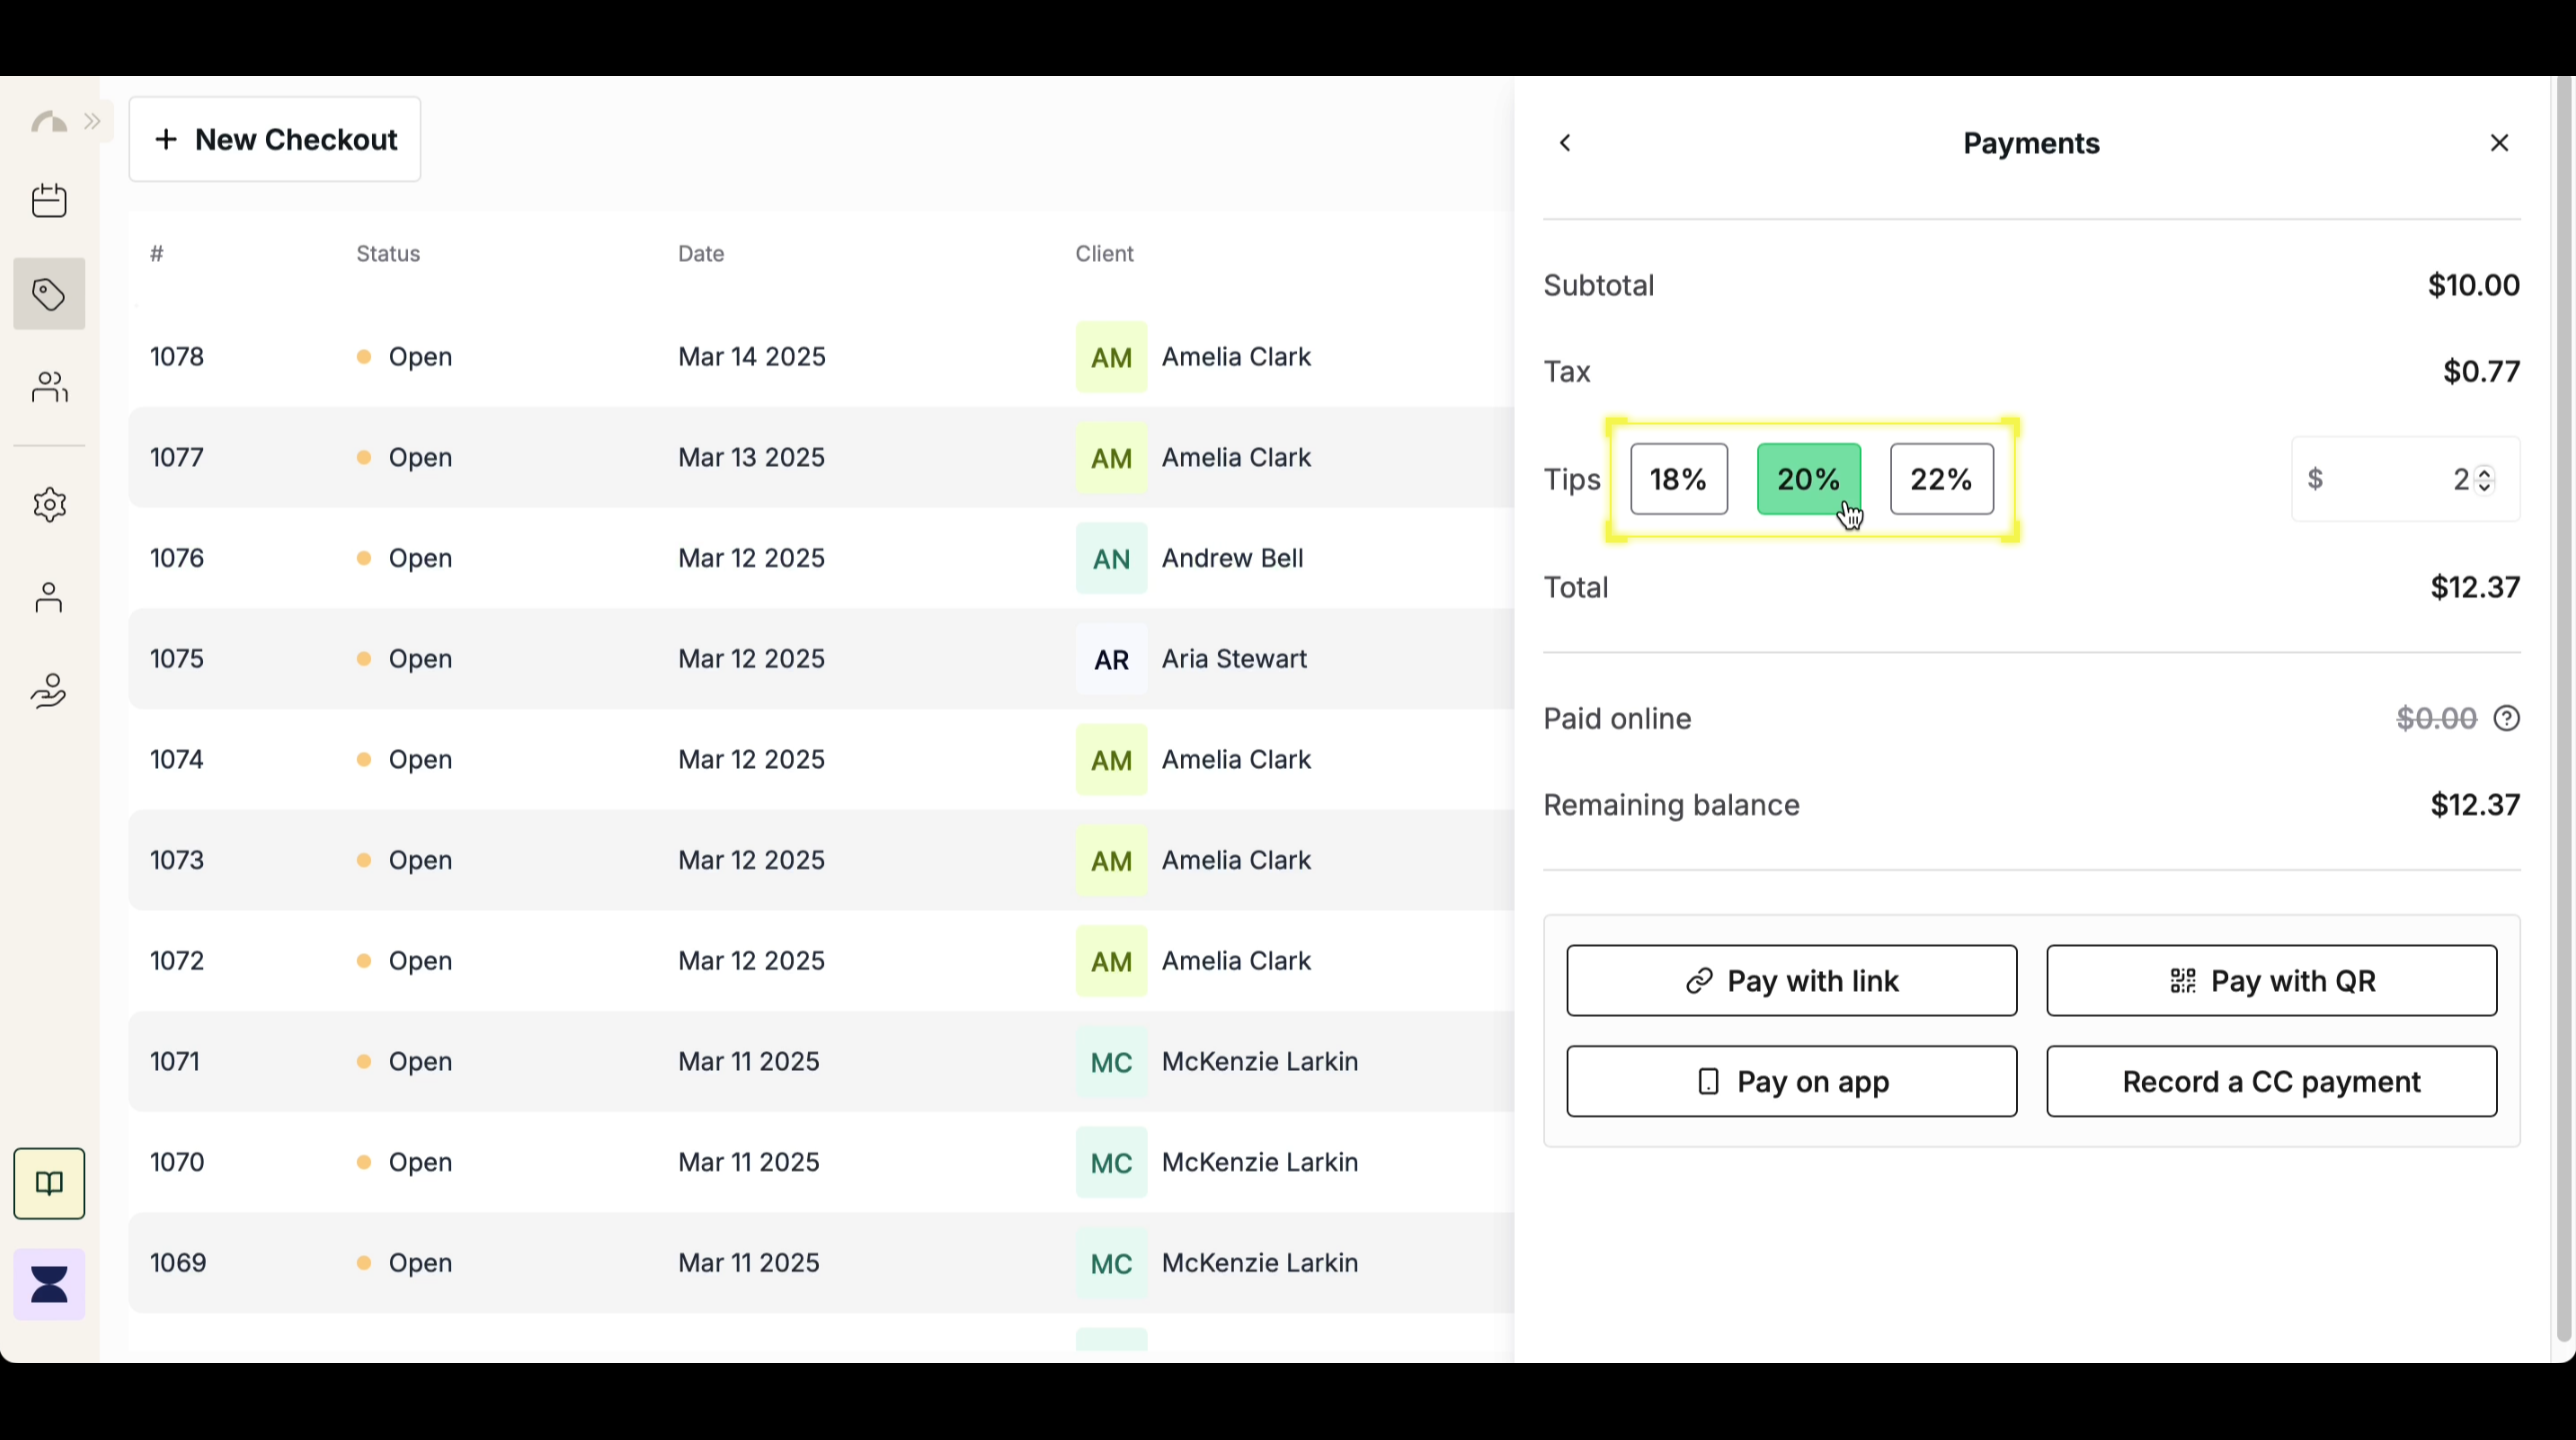 + New Checkout
# Status Date Client
1078 Open Mar 14 2025 AM Amelia Clark
1077 Open Mar 13 2025 AM Amelia Clark
1076 Open Mar 12 2025 AN Andrew Bell
1075 Open Mar 12 2025 AR Aria Stewart
1074 Open Mar 12 2025 AM Amelia Clark
1073 Open Mar 12 2025 AM Amelia Clark
1072 Open Mar 12 2025 AM Amelia Clark
1071 Open Mar 11 2025 MC McKenzie Larkin
1070 Open Mar 11 2025 MC McKenzie Larkin
1069 Open Mar 11 2025 MC McKenzie Larkin
Payments
Subtotal $10.00
Tax $0.77
Tips 18% 20% 22% $ 2
Total $12.37
Paid online $0.00
Remaining balance $12.37
Pay with link Pay with QR
Pay on app Record a CC payment